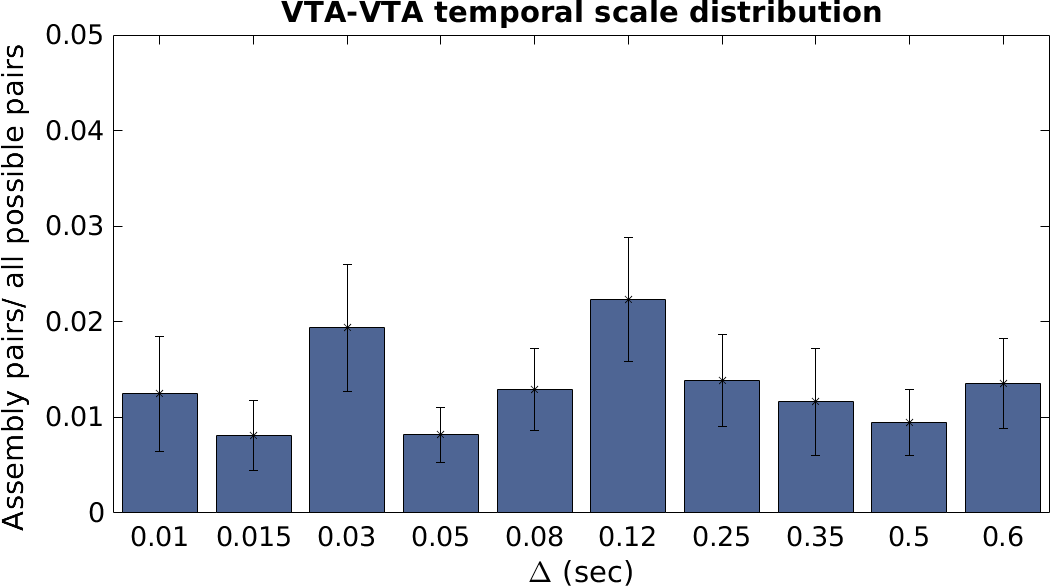 VTA-VTA temporal scale distribution
Assembly pairs/ all possible pairs
0.05
0.04
0.03
0.02
0.01
0
0.01 0.015 0.03 0.05 0.08 0.12 0.25 0.35 0.5 0.6
Δ (sec)